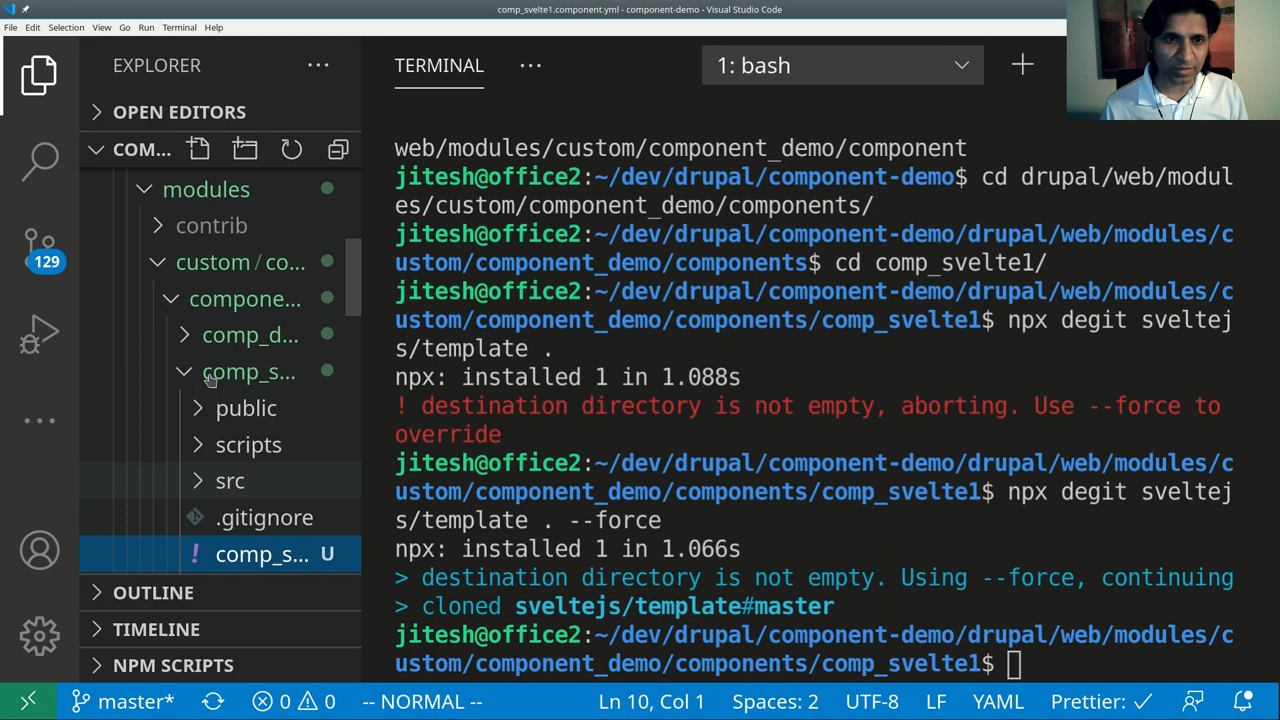 comp_svelte1.component.yml - component-demo - Visual Studio Code
File Edit Selection View Go Run Terminal Help
EXPLORER
OPEN EDITORS
COM...
modules
contrib
custom / co...
compone...
comp_d...
comp_s...
public
scripts
src
.gitignore
comp_s... U
OUTLINE
TIMELINE
NPM SCRIPTS
129
TERMINAL
1: bash
web/modules/custom/component_demo/component
jitesh@office2:~/dev/drupal/component-demo$ cd drupal/web/modul
es/custom/component_demo/components/
jitesh@office2:~/dev/drupal/component-demo/drupal/web/modules/c
ustom/component_demo/components$ cd comp_svelte1/
jitesh@office2:~/dev/drupal/component-demo/drupal/web/modules/c
ustom/component_demo/components/comp_svelte1$ npx degit sveltej
s/template .
npx: installed 1 in 1.088s
! destination directory is not empty, aborting. Use --force to
override
jitesh@office2:~/dev/drupal/component-demo/drupal/web/modules/c
ustom/component_demo/components/comp_svelte1$ npx degit sveltej
s/template . --force
npx: installed 1 in 1.066s
> destination directory is not empty. Using --force, continuing
> cloned sveltejs/template#master
jitesh@office2:~/dev/drupal/component-demo/drupal/web/modules/c
ustom/component_demo/components/comp_svelte1$
master* 0 0 -- NORMAL -- Ln 10, Col 1 Spaces: 2 UTF-8 LF YAML Prettier: ✓